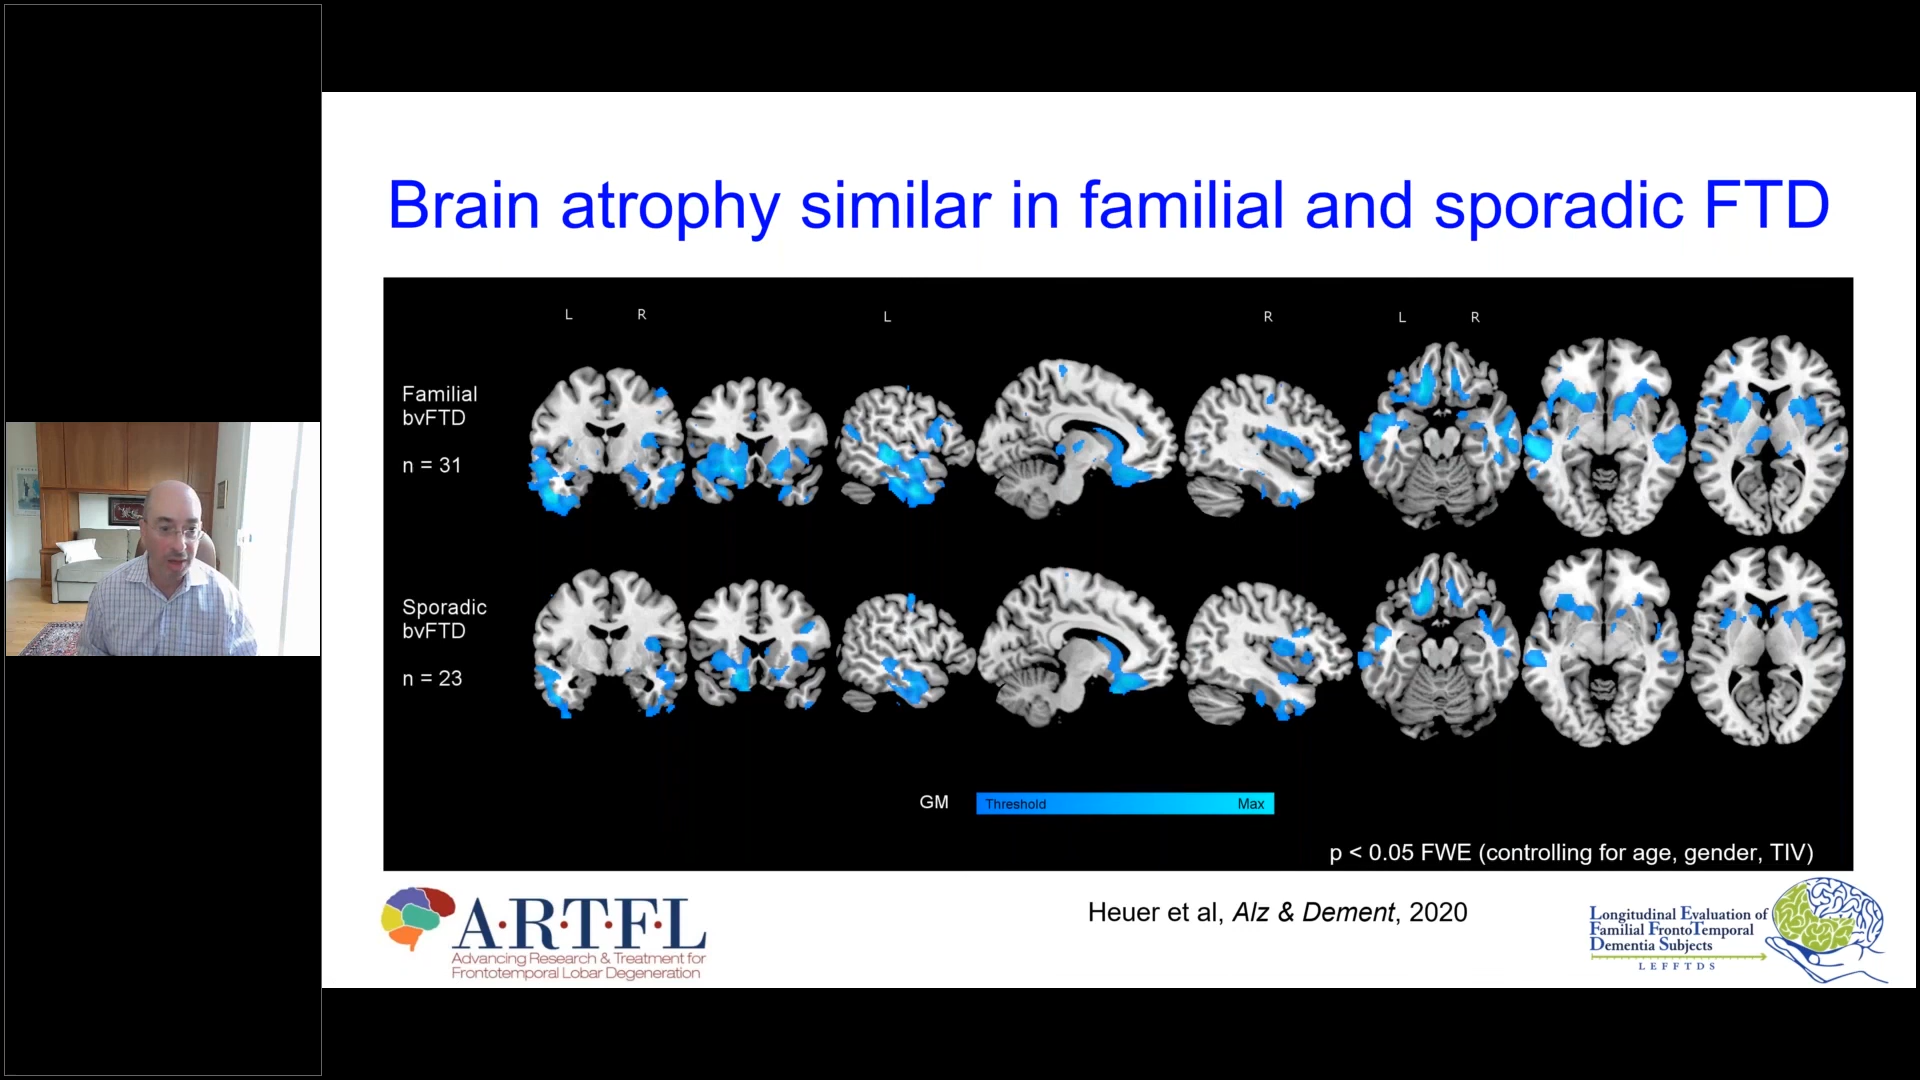 Brain atrophy similar in familial and sporadic FTD
L R L R L R
Familial
bvFTD
n = 31
Sporadic
bvFTD
n = 23
GM Threshold Max
p < 0.05 FWE (controlling for age, gender, TIV)
A·R·T·F·L
Advancing Research & Treatment for
Frontotemporal Lobar Degeneration
Heuer et al, Alz & Dement, 2020
Longitudinal Evaluation of
Familial FrontoTemporal
Dementia Subjects
LEFFTDS